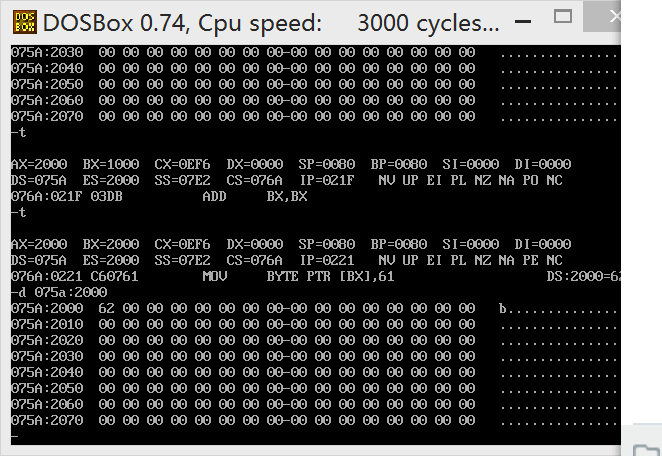 DOSBox 0.74, Cpu speed: 3000 cycles...
075A:2030 00 00 00 00 00 00 00 00-00 00 00 00 00 00 00 00 ................
075A:2040 00 00 00 00 00 00 00 00-00 00 00 00 00 00 00 00 ................
075A:2050 00 00 00 00 00 00 00 00-00 00 00 00 00 00 00 00 ................
075A:2060 00 00 00 00 00 00 00 00-00 00 00 00 00 00 00 00 ................
075A:2070 00 00 00 00 00 00 00 00-00 00 00 00 00 00 00 00 ................
-t
AX=2000 BX=1000 CX=0EF6 DX=0000 SP=0080 BP=0080 SI=0000 DI=0000
DS=075A ES=2000 SS=07E2 CS=076A IP=021F NV UP EI PL NZ NA PO NC
076A:021F 03DB ADD BX,BX
-t
AX=2000 BX=2000 CX=0EF6 DX=0000 SP=0080 BP=0080 SI=0000 DI=0000
DS=075A ES=2000 SS=07E2 CS=076A IP=0221 NV UP EI PL NZ NA PE NC
076A:0221 C60761 MOV BYTE PTR [BX],61 DS:2000=62
-d 075a:2000
075A:2000 62 00 00 00 00 00 00 00-00 00 00 00 00 00 00 00 b...............
075A:2010 00 00 00 00 00 00 00 00-00 00 00 00 00 00 00 00 ................
075A:2020 00 00 00 00 00 00 00 00-00 00 00 00 00 00 00 00 ................
075A:2030 00 00 00 00 00 00 00 00-00 00 00 00 00 00 00 00 ................
075A:2040 00 00 00 00 00 00 00 00-00 00 00 00 00 00 00 00 ................
075A:2050 00 00 00 00 00 00 00 00-00 00 00 00 00 00 00 00 ................
075A:2060 00 00 00 00 00 00 00 00-00 00 00 00 00 00 00 00 ................
075A:2070 00 00 00 00 00 00 00 00-00 00 00 00 00 00 00 00 ................
-